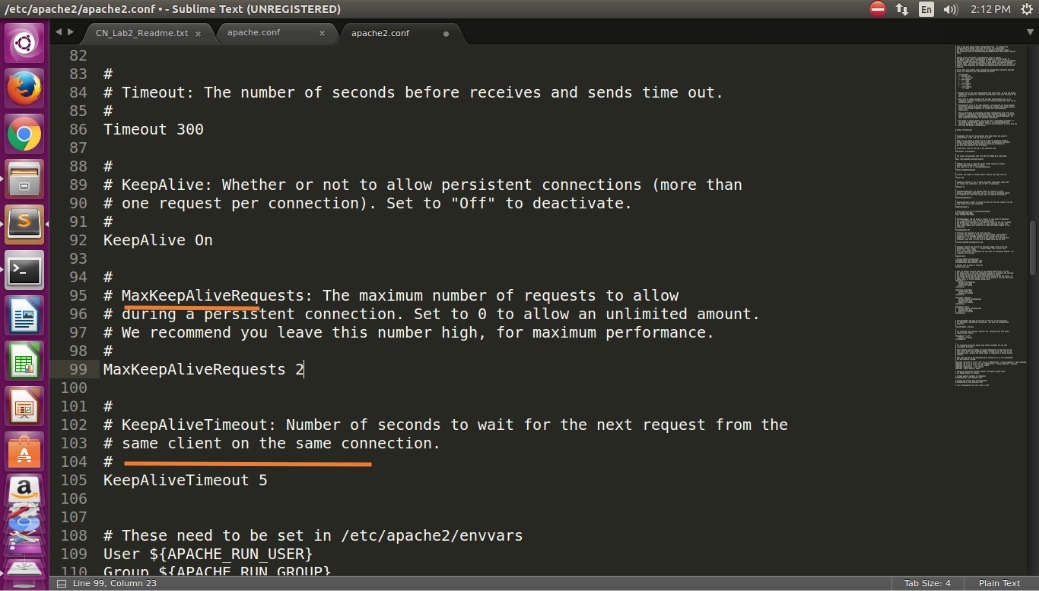 /etc/apache2/apache2.conf • - Sublime Text (UNREGISTERED)
En
2:12 PM
CN_Lab2_Readme.txt ×
apache.conf ×
apache2.conf
82
83 #
84 # Timeout: The number of seconds before receives and sends time out.
85 #
86 Timeout 300
87
88 #
89 # KeepAlive: Whether or not to allow persistent connections (more than
90 # one request per connection). Set to "Off" to deactivate.
91 #
92 KeepAlive On
93
94 #
95 # MaxKeepAliveRequests: The maximum number of requests to allow
96 # during a persistent connection. Set to 0 to allow an unlimited amount.
97 # We recommend you leave this number high, for maximum performance.
98 #
99 MaxKeepAliveRequests 2
100
101 #
102 # KeepAliveTimeout: Number of seconds to wait for the next request from the
103 # same client on the same connection.
104 #
105 KeepAliveTimeout 5
106
107
108 # These need to be set in /etc/apache2/envvars
109 User ${APACHE_RUN_USER}
110 Group ${APACHE_RUN_GROUP}
Line 99, Column 23
Tab Size: 4
Plain Text